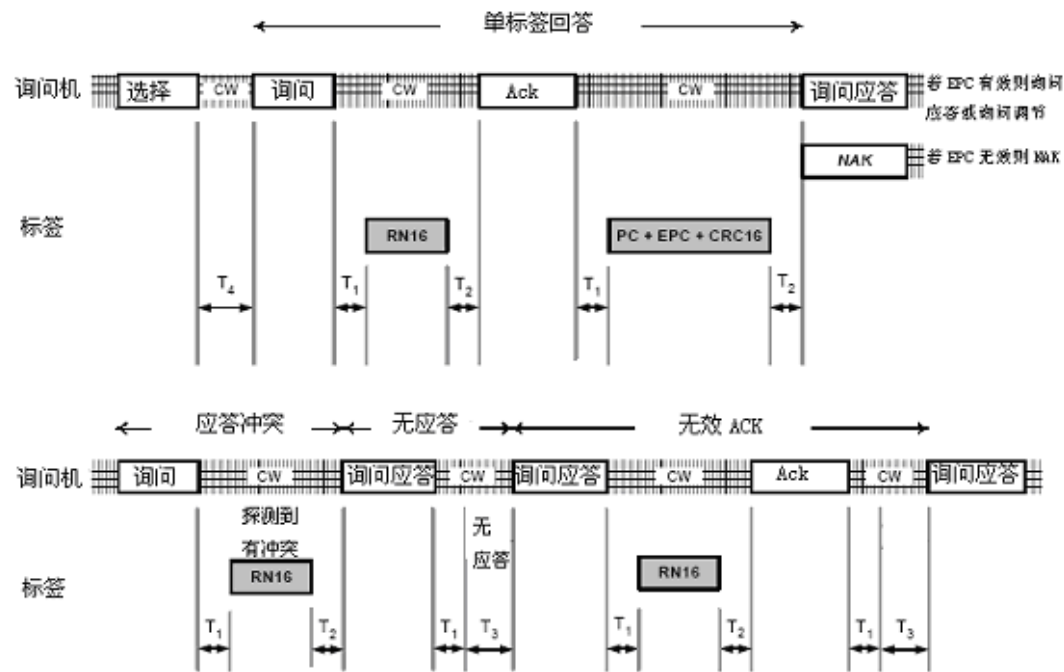 单标签回答
询问机 选择 CW 询问 CW Ack CW 询问应答 若 EPC 有效则询问
应答或询问调节
NAK 若 EPC 无效则 NAK
标签 RN16 PC + EPC + CRC16
T4 T1 T2 T1 T2
应答冲突 无应答 无效 ACK
询问机 询问 CW 询问应答 CW 询问应答 CW Ack CW 询问应答
探测到 无
有冲突 应答
标签 RN16 RN16
T1 T2 T1 T3 T1 T2 T1 T3